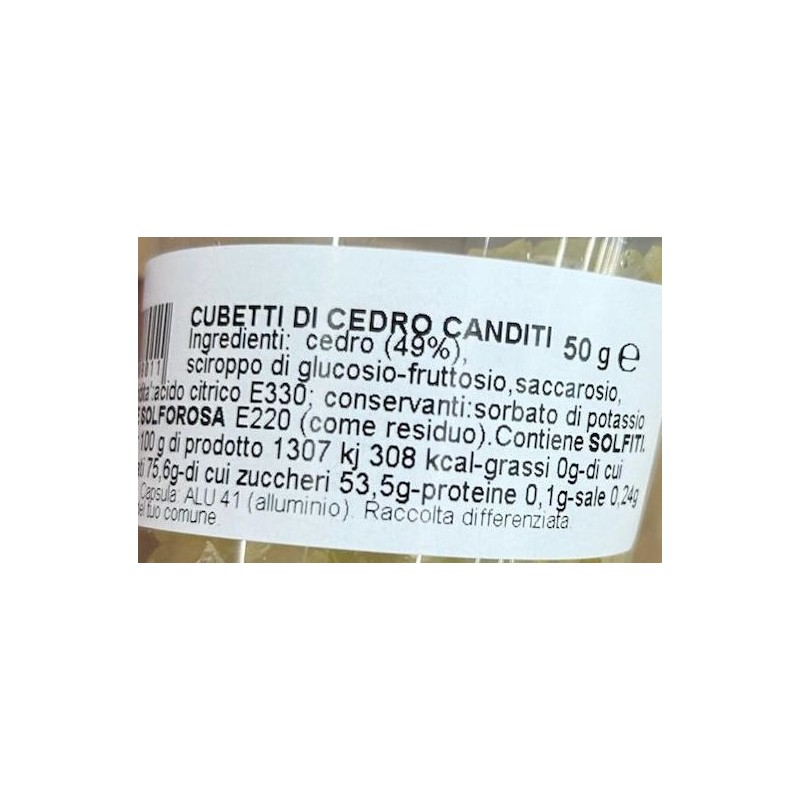 CUBETTI DI CEDRO CANDITI 50 g e
Ingredienti: cedro (49%),
sciroppo di glucosio-fruttosio, saccarosio,
acido citrico E330; conservanti: sorbato di potassio
SOLFOROSA E220 (come residuo). Contiene SOLFITI.
100 g di prodotto 1307 kj 308 kcal-grassi 0g-di cui
75,6g-di cui zuccheri 53,5g-proteine 0,1g-sale 0,24g
Capsula: ALU 41 (alluminio). Raccolta differenziata.
tuo comune.